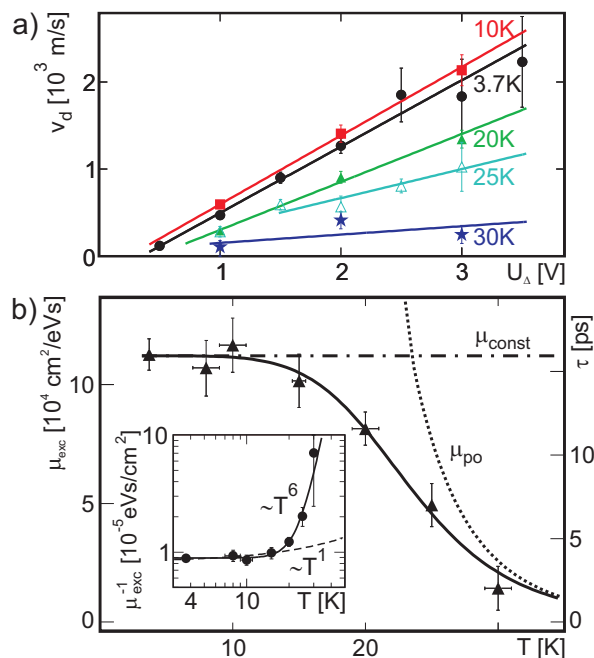 a)
v_d [10^3 m/s]
2
1
0
10K
3.7K
20K
25K
30K
1
2
3
U_Δ [V]
b)
μ_exc [10^4 cm^2/eVs]
10
5
0
μ_const
μ_po
τ [ps]
10
5
0
10
20
T [K]
μ^-1_exc [10^-5 eVs/cm^2]
10
1
~T^6
~T^1
4
10
T [K]